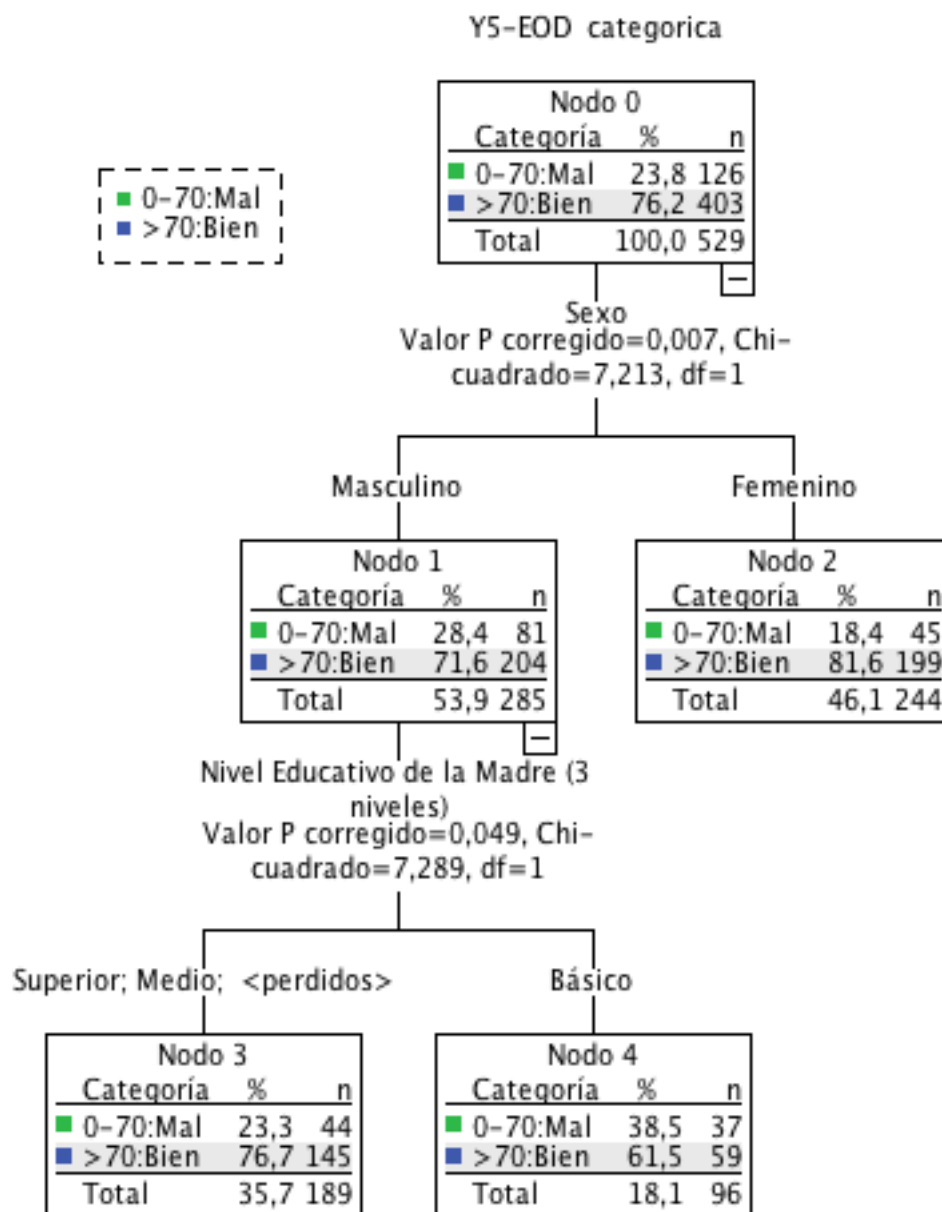 Y5-EOD categorica
Nodo 0
Categoría % n
0-70:Mal 23,8 126
>70:Bien 76,2 403
Total 100,0 529
0-70:Mal
>70:Bien
Sexo
Valor P corregido=0,007, Chi-
cuadrado=7,213, df=1
Masculino
Femenino
Nodo 1
Categoría % n
0-70:Mal 28,4 81
>70:Bien 71,6 204
Total 53,9 285
Nodo 2
Categoría % n
0-70:Mal 18,4 45
>70:Bien 81,6 199
Total 46,1 244
Nivel Educativo de la Madre (3
niveles)
Valor P corregido=0,049, Chi-
cuadrado=7,289, df=1
Superior; Medio; <perdidos>
Básico
Nodo 3
Categoría % n
0-70:Mal 23,3 44
>70:Bien 76,7 145
Total 35,7 189
Nodo 4
Categoría % n
0-70:Mal 38,5 37
>70:Bien 61,5 59
Total 18,1 96